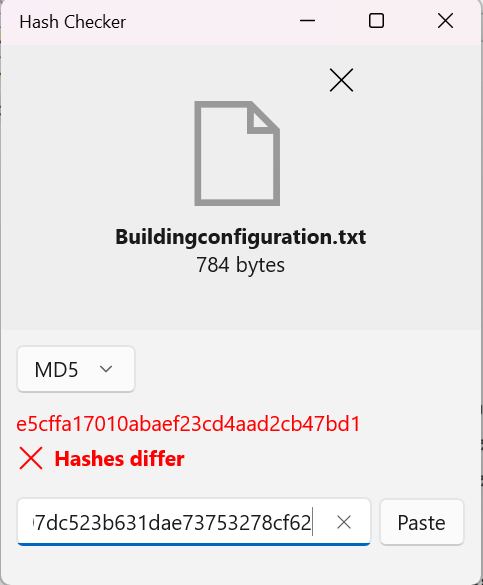 Hash Checker
Buildingconfiguration.txt
784 bytes
MD5
e5cffa17010abaef23cd4aad2cb47bd1
Hashes differ
7dc523b631dae73753278cf62
Paste